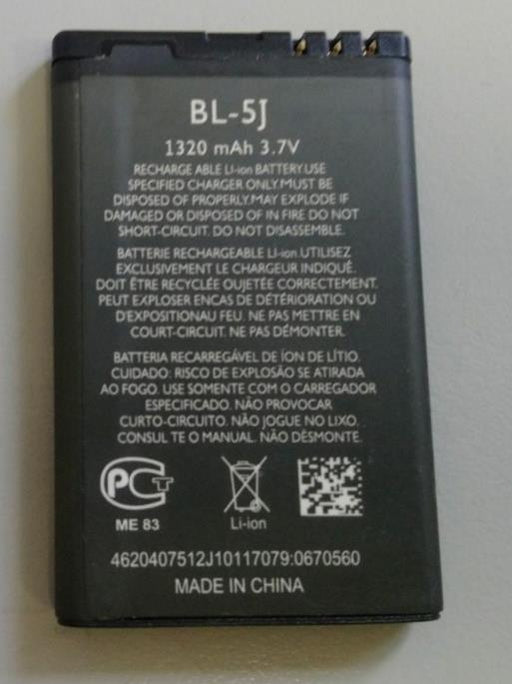 BL-5J
1320 mAh 3.7V
RECHARGE ABLE LI-ion BATTERY.USE
SPECIFIED CHARGER ONLY.MUST BE
DISPOSED OF PROPERLY.MAY EXPLODE IF
DAMAGED OR DISPOSED OF IN FIRE DO NOT
SHORT-CIRCUIT. DO NOT DISASSEMBLE.
BATTERIE RECHARGEABLE LI-ion UTILISEZ
EXCLUSIVEMENT LE CHARGEUR INDIQUÉ.
DOIT ÊTRE RECYCLÉE OUJETÉE CORRECTEMENT.
PEUT EXPLOSER ENCAS DE DÉTÉRIORATION OU
D'EXPOSITIONAU FEU. NE PAS METTRE EN
COURT-CIRCUIT. NE PAS DÉMONTER.
BATTERIA RECARREGÁVEL DE ÍON DE LÍTIO.
CUIDADO: RISCO DE EXPLOSÃO SE ATIRADA
AO FOGO. USE SOMENTE COM O CARREGADOR
ESPECIFICADO. NÃO PROVOCAR
CURTO-CIRCUITO. NÃO JOGUE NO LIXO.
CONSUL TE O MANUAL. NÃO DESMONTE.
РСТ
ME 83
Li-ion
4620407512J10117079:0670560
MADE IN CHINA